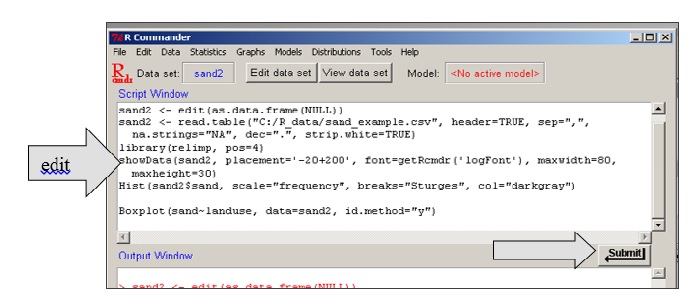 R Commander
File Edit Data Statistics Graphs Models Distributions Tools Help
R cmdr Data set: sand2 Edit data set View data set Model: <No active model>
Script Window
sand2 <- edit(as.data.frame(NULL))
sand2 <- read.table("C:/R_data/sand_example.csv", header=TRUE, sep=",",
na.strings="NA", dec=".", strip.white=TRUE)
library(relimp, pos=4)
edit
showData(sand2, placement='-20+200', font=getRcmdr('logFont'), maxwidth=80,
maxheight=30)
Hist(sand2$sand, scale="frequency", breaks="Sturges", col="darkgray")
Boxplot(sand~landuse, data=sand2, id.method="y")
Submit
Output Window
> sand2 <- edit(as.data.frame(NULL))